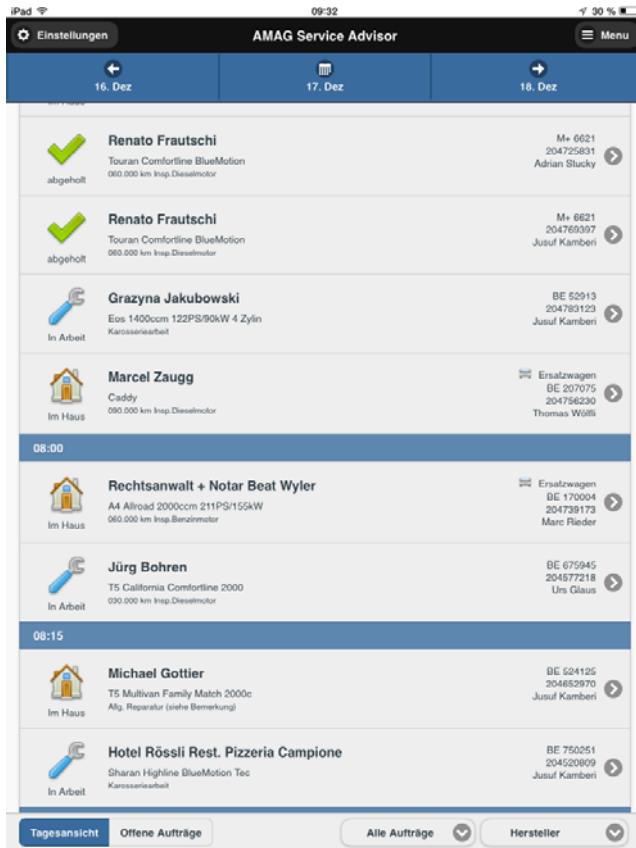 iPad 09:32 30 %
Einstellungen AMAG Service Advisor Menu
16. Dez 17. Dez 18. Dez
Renato Frautschi
Touran Comfortline BlueMotion
060.000 km Insp.Dieselmotor
abgeholt
M+ 6621
204725831
Adrian Stucky
Renato Frautschi
Touran Comfortline BlueMotion
060.000 km Insp.Dieselmotor
abgeholt
M+ 6621
204769397
Jusuf Kamberi
Grazyna Jakubowski
Eos 1400ccm 122PS/90kW 4 Zylin
Karosseriearbeit
In Arbeit
BE 52913
204783123
Jusuf Kamberi
Marcel Zaugg
Caddy
090.000 km Insp.Dieselmotor
Im Haus
Ersatzwagen
BE 207075
204756230
Thomas Wölfli
08:00
Rechtsanwalt + Notar Beat Wyler
A4 Allroad 2000ccm 211PS/155kW
060.000 km Insp.Benzinmotor
Im Haus
Ersatzwagen
BE 170004
204739173
Marc Rieder
Jürg Bohren
T5 California Comfortline 2000
030.000 km Insp.Dieselmotor
In Arbeit
BE 675945
204577218
Urs Glaus
08:15
Michael Gottier
T5 Multivan Family Match 2000c
Allg. Reparatur (siehe Bemerkung)
Im Haus
BE 524125
204652970
Jusuf Kamberi
Hotel Rössli Rest. Pizzeria Campione
Sharan Highline BlueMotion Tec
Karosseriearbeit
In Arbeit
BE 750251
204520809
Jusuf Kamberi
Tagesansicht Offene Aufträge Alle Aufträge Hersteller